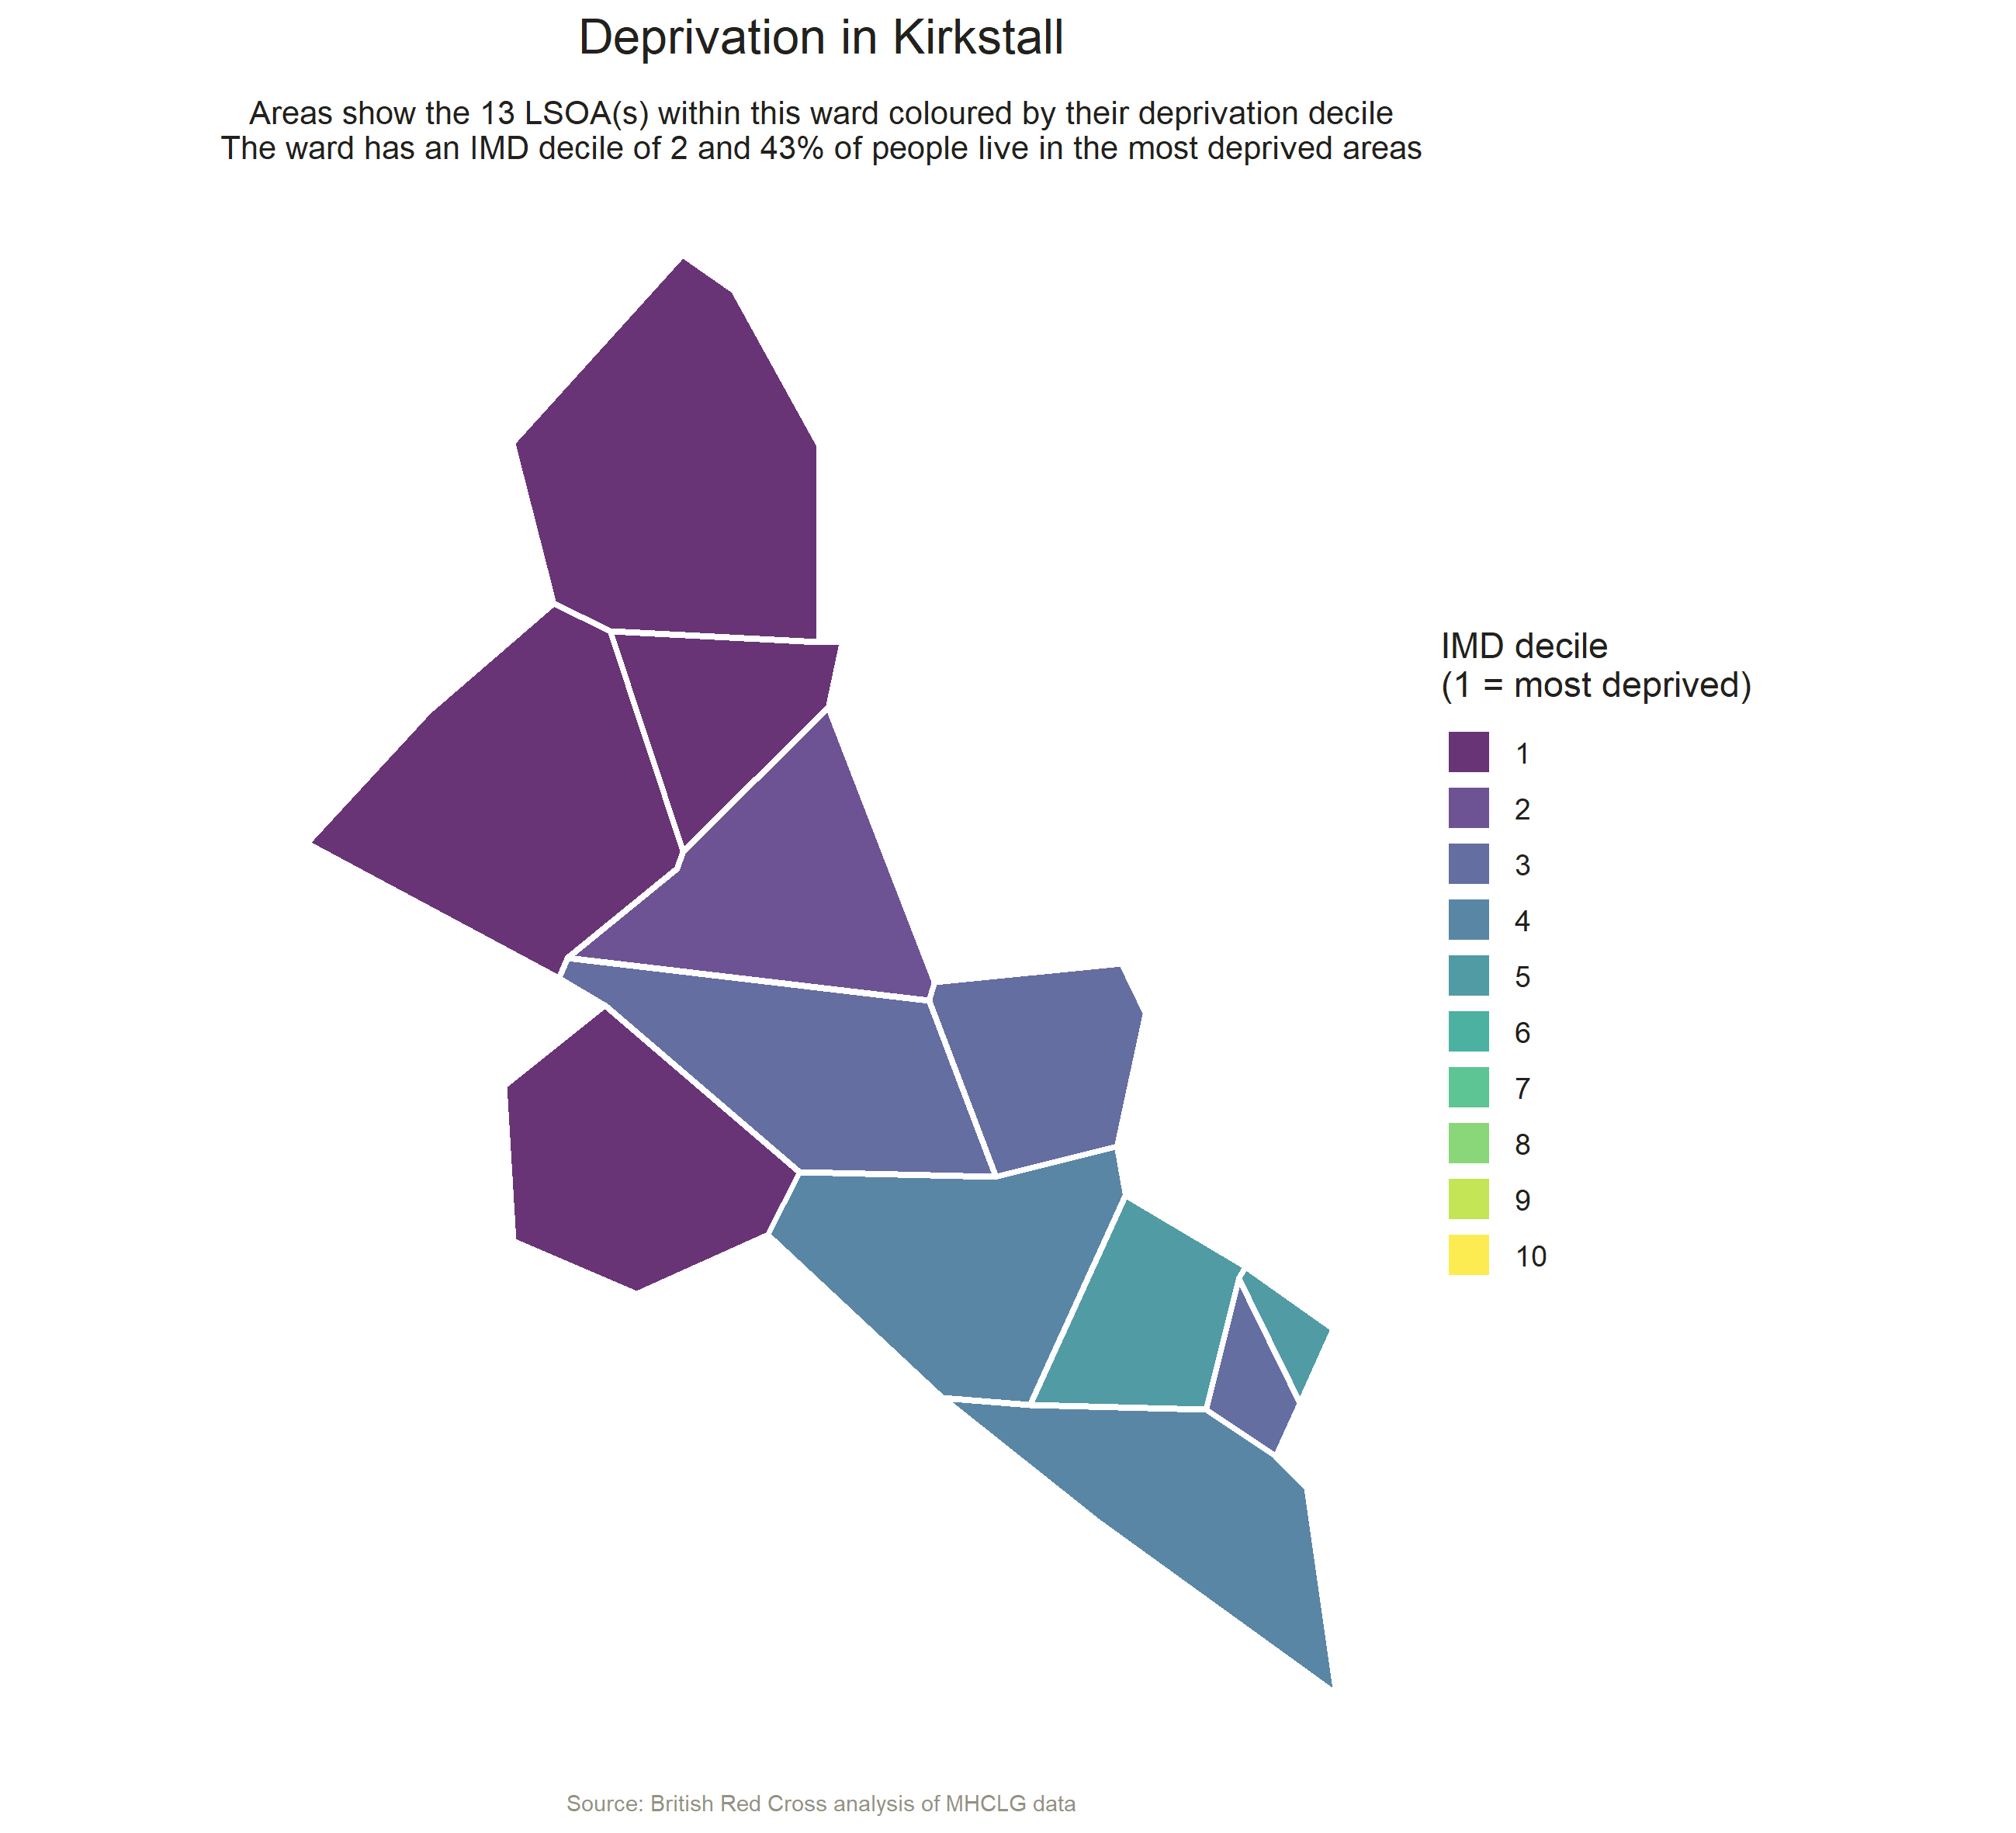 Deprivation in Kirkstall
Areas show the 13 LSOA(s) within this ward coloured by their deprivation decile
The ward has an IMD decile of 2 and 43% of people live in the most deprived areas
IMD decile
(1 = most deprived)
1
2
3
4
5
6
7
8
9
10
Source: British Red Cross analysis of MHCLG data